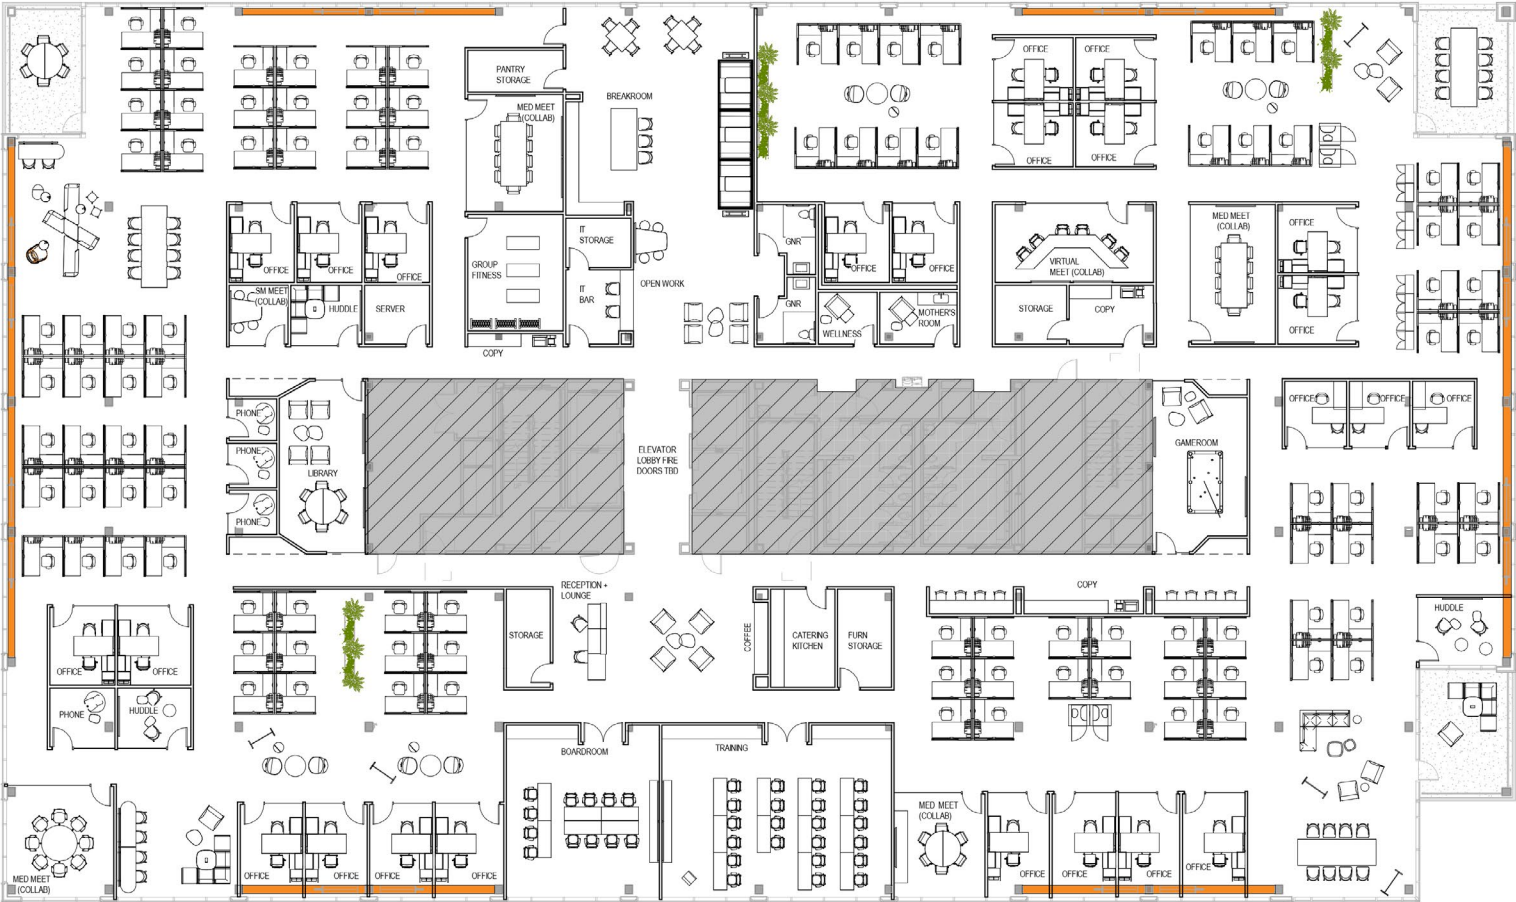 PANTRY
STORAGE
MED MEET
(COLLAB)
BREAKROOM
OFFICE
OFFICE
OFFICE
OFFICE
OFFICE
OFFICE
OFFICE
SM MEET
(COLLAB)
HUDDLE
SERVER
GROUP
FITNESS
IT
STORAGE
IT
BAR
COPY
OPEN WORK
GNR
GNR
OFFICE
OFFICE
WELLNESS
MOTHER'S
ROOM
VIRTUAL
MEET (COLLAB)
STORAGE
COPY
MED MEET
(COLLAB)
OFFICE
OFFICE
PHONE
PHONE
PHONE
LIBRARY
ELEVATOR
LOBBY FIRE
DOORS TBD
GAMEROOM
OFFICE
OFFICE
OFFICE
OFFICE
OFFICE
PHONE
HUDDLE
STORAGE
RECEPTION +
LOUNGE
COFFEE
CATERING
KITCHEN
FURN
STORAGE
COPY
HUDDLE
MED MEET
(COLLAB)
OFFICE
OFFICE
OFFICE
OFFICE
BOARDROOM
TRAINING
MED MEET
(COLLAB)
OFFICE
OFFICE
OFFICE
OFFICE